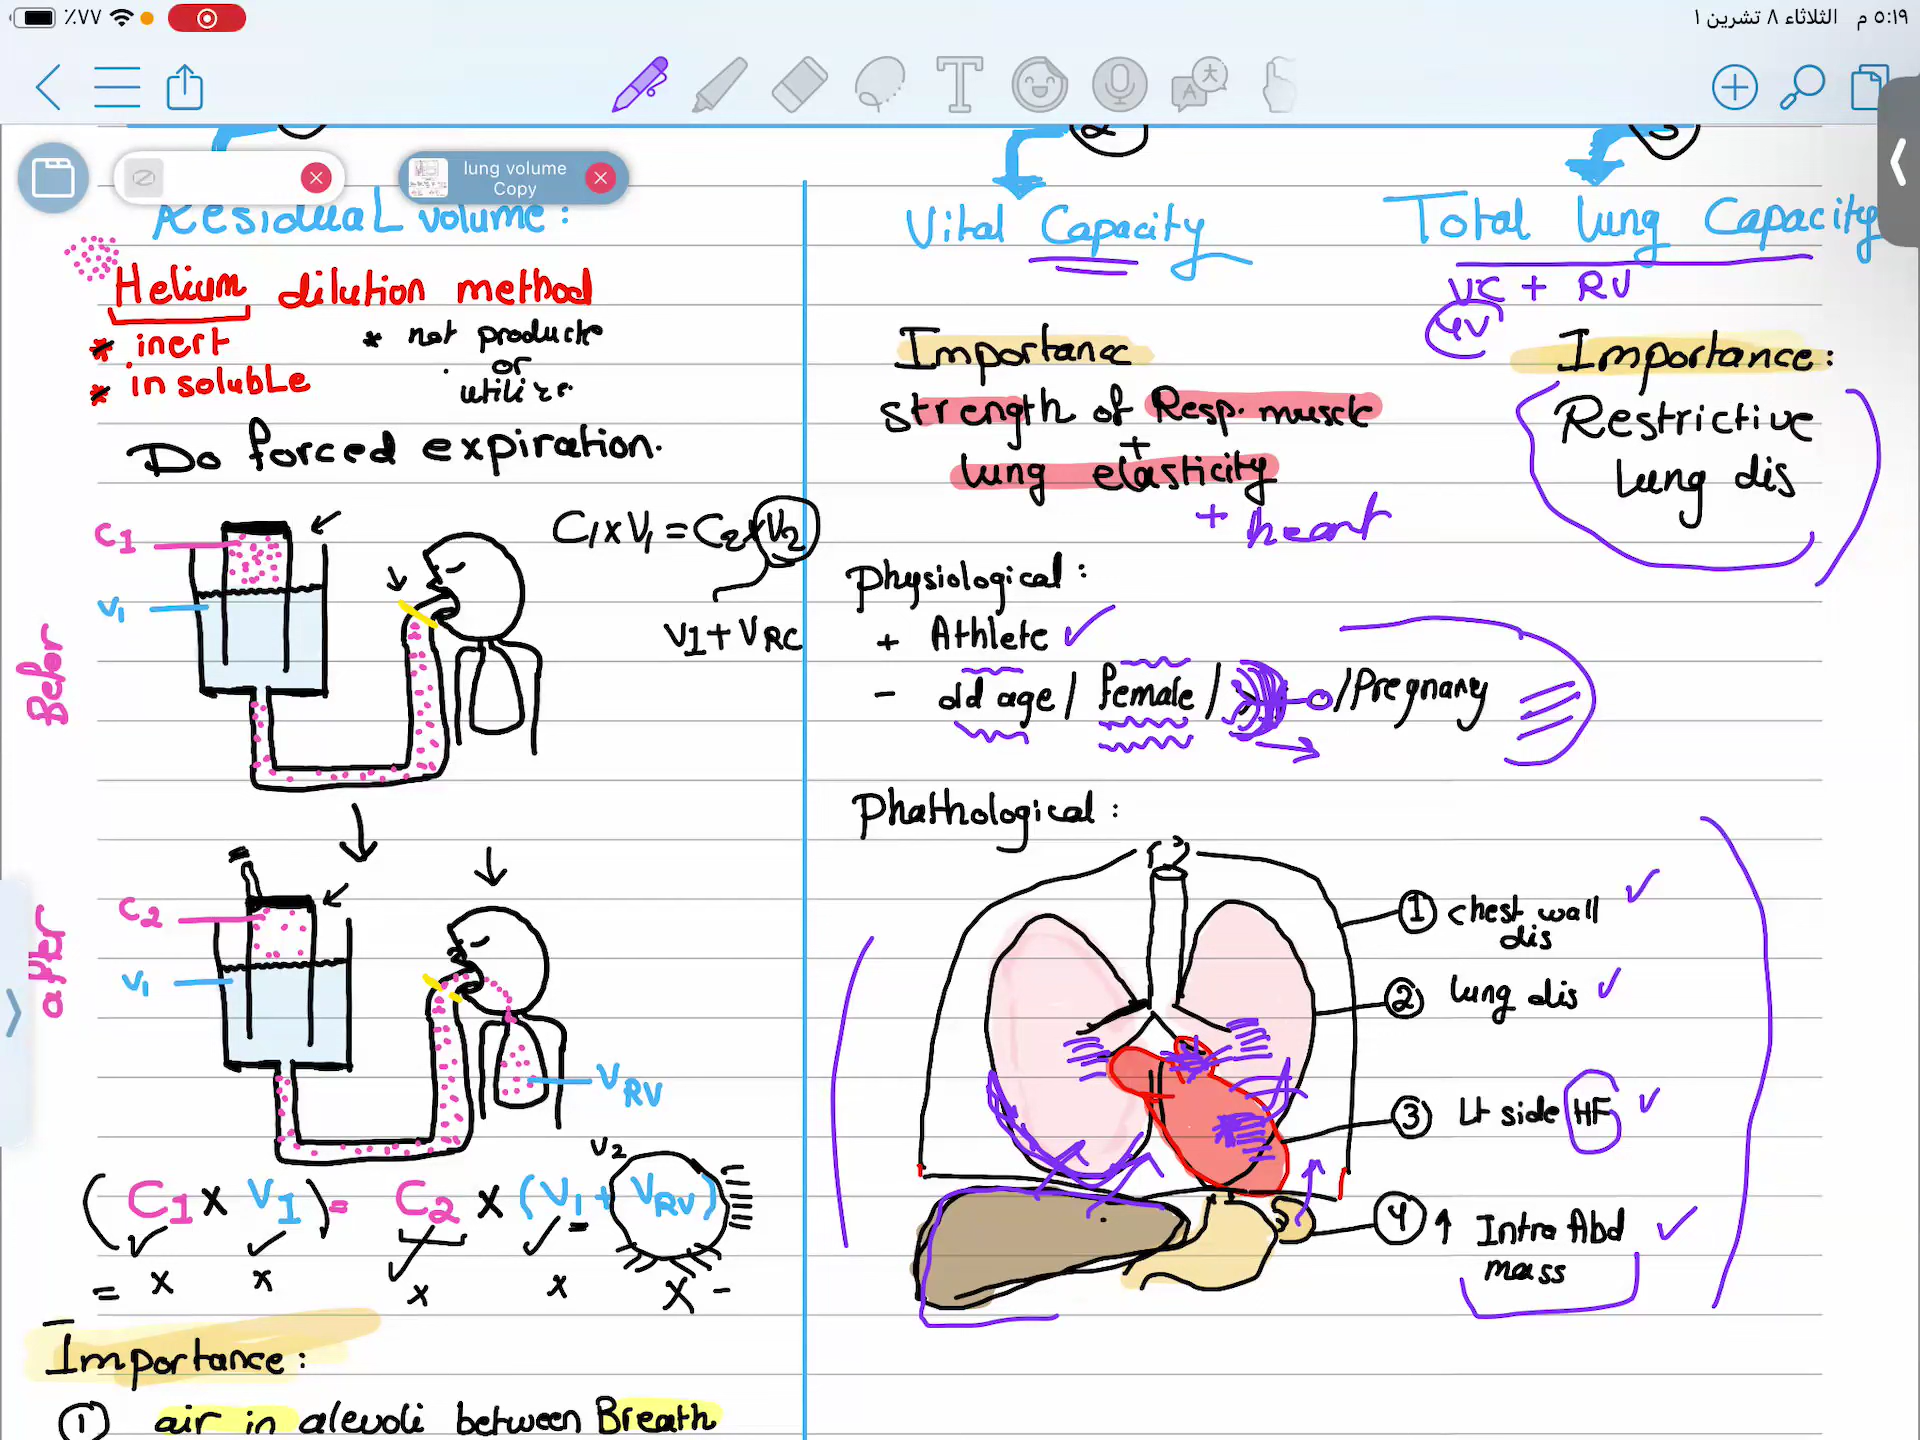 ٪٧٧
٥:١٩ م الثلاثاء ٨ تشرين ١
lung volume
Copy
Residual volume:
Helium dilution method
* inert
* in soluble
* not products
or
utilize
Do forced expiration.
C1
V1
Befor
C1 x V1 = C2 x V2
V1 + VRC
after
C2
V1
VRV
V2
(C1 x V1) = C2 x (V1 + VRV)
= x x x x X -
Importance:
① air in alevoli between Breath
2
Vital Capacity
Importanc
strength of Resp. muscle
+
lung elasticity
+ heart
Physiological:
+ Athlete ✓
- old age / female / / Pregnancy
Phathological:
① chest wall ✓
dis
② lung dis ✓
③ Lt side HF ✓
④ ↑ Intra Abd ✓
mass
3
Total lung Capacity
VC + RV
4V
Importance:
Restrictive
lung dis